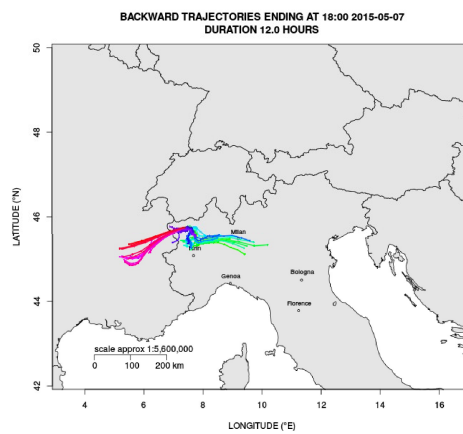 BACKWARD TRAJECTORIES ENDING AT 18:00 2015-05-07
DURATION 12.0 HOURS
50
48
46
44
42
LATITUDE (°N)
Milan
Turin
Genoa
Bologna
Florence
scale approx 1:5,600,000
0 100 200 km
4 6 8 10 12 14 16
LONGITUDE (°E)